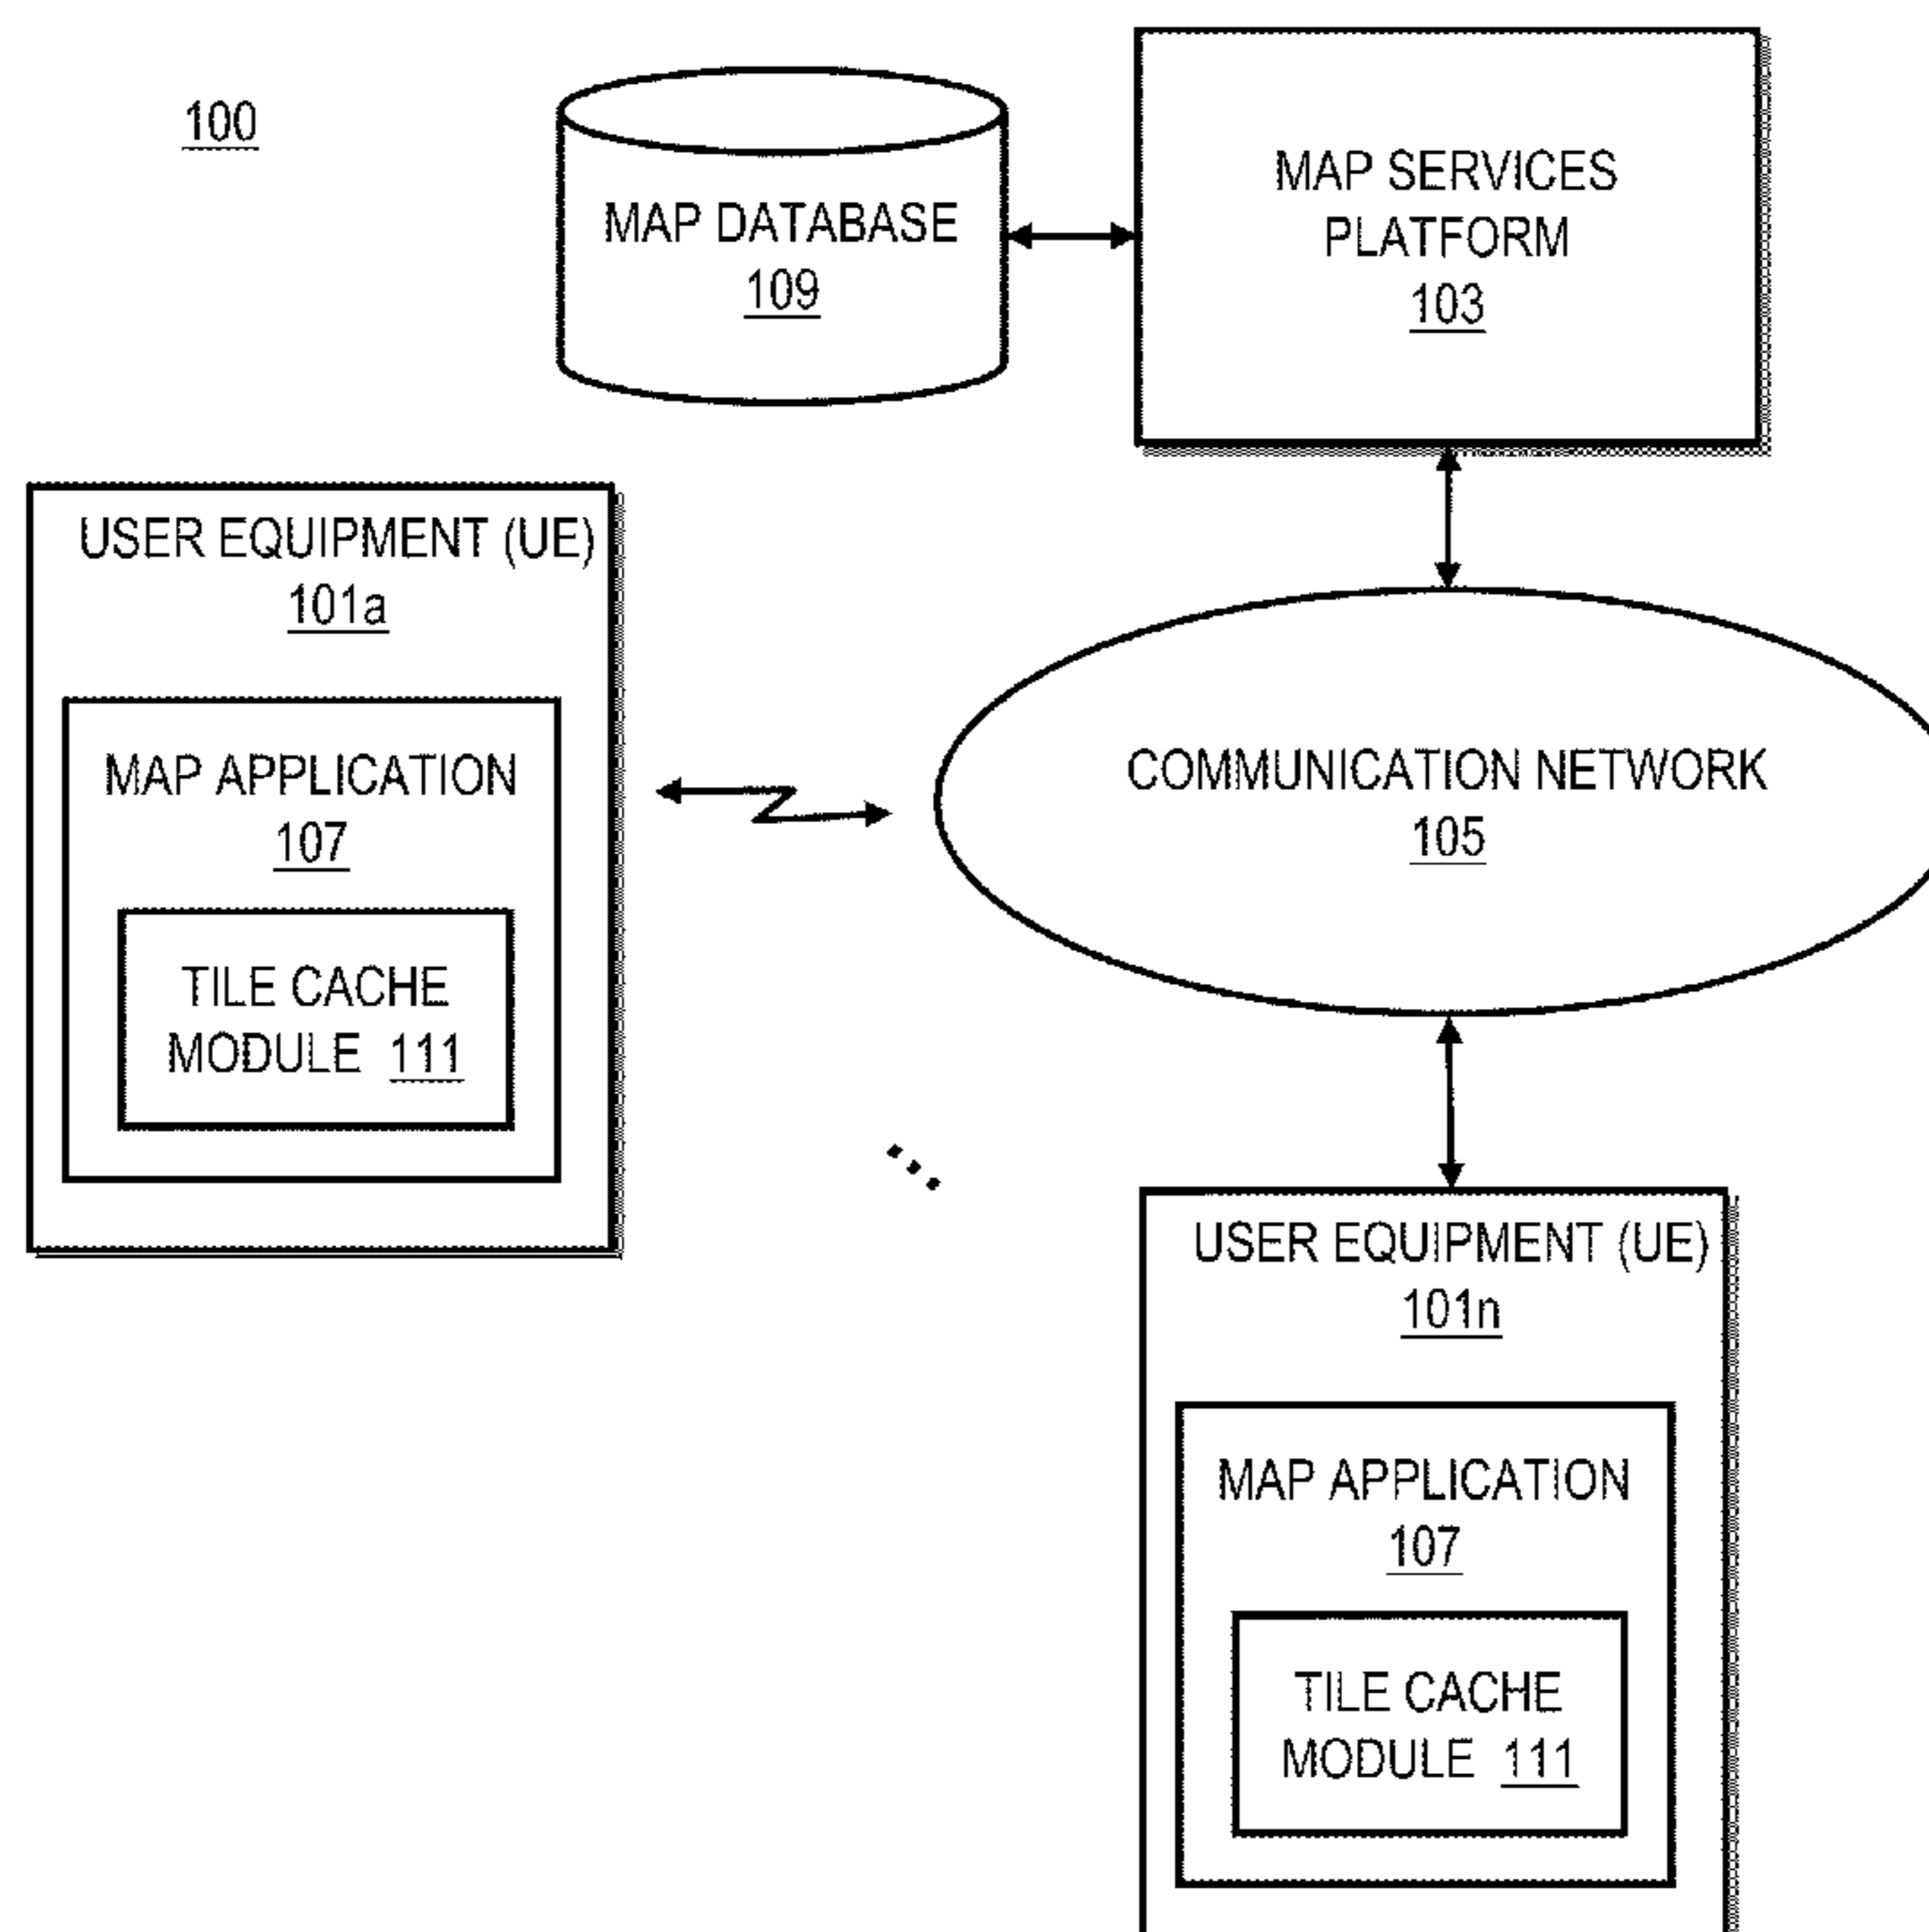 100
MAP DATABASE
109
MAP SERVICES
PLATFORM
103
USER EQUIPMENT (UE)
101a
MAP APPLICATION
107
TILE CACHE
MODULE 111
COMMUNICATION NETWORK
105
USER EQUIPMENT (UE)
101n
MAP APPLICATION
107
TILE CACHE
MODULE 111